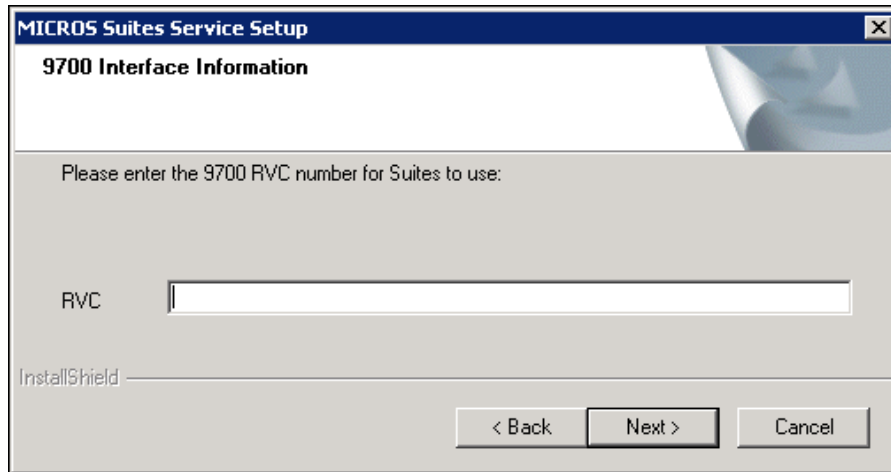 MICROS Suites Service Setup
9700 Interface Information
Please enter the 9700 RVC number for Suites to use:
RVC
InstallShield
< Back Next > Cancel